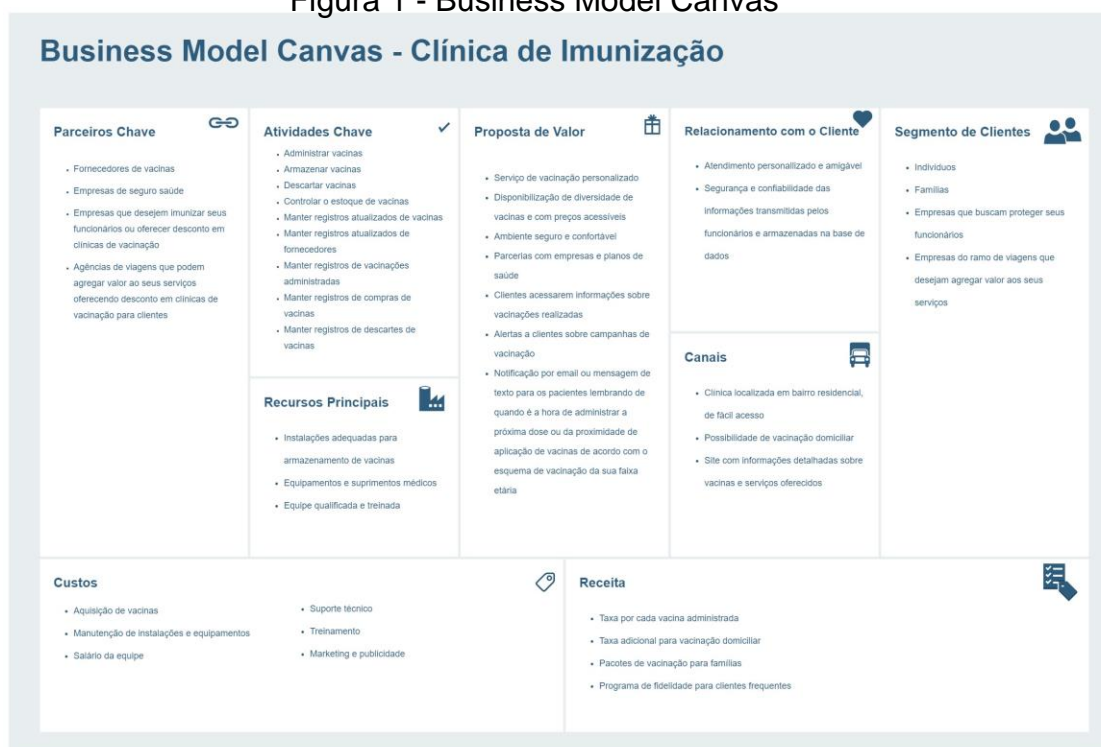 Figura 1 - Business Model Canvas
Business Model Canvas - Clínica de Imunização
Parceiros Chave
• Fornecedores de vacinas
• Empresas de seguro saúde
• Empresas que desejem imunizar seus
funcionários ou oferecer desconto em
clínicas de vacinação
• Agências de viagens que podem
agregar valor ao seus serviços
oferecendo desconto em clínicas de
vacinação para clientes
Atividades Chave
• Administrar vacinas
• Armazenar vacinas
• Descartar vacinas
• Controlar o estoque de vacinas
• Manter registros atualizados de vacinas
• Manter registros atualizados de
fornecedores
• Manter registros de vacinações
administradas
• Manter registros de compras de
vacinas
• Manter registros de descartes de
vacinas
Recursos Principais
• Instalações adequadas para
armazenamento de vacinas
• Equipamentos e suprimentos médicos
• Equipe qualificada e treinada
Proposta de Valor
• Serviço de vacinação personalizado
• Disponibilização de diversidade de
vacinas e com preços acessíveis
• Ambiente seguro e confortável
• Parcerias com empresas e planos de
saúde
• Clientes acessarem informações sobre
vacinações realizadas
• Alertas a clientes sobre campanhas de
vacinação
• Notificação por email ou mensagem de
texto para os pacientes lembrando de
quando é a hora de administrar a
próxima dose ou da proximidade de
aplicação de vacinas de acordo com o
esquema de vacinação da sua faixa
etária
Relacionamento com o Cliente
• Atendimento personallizado e amigável
• Segurança e confiabilidade das
informações transmitidas pelos
funcionários e armazenadas na base de
dados
Canais
• Clínica localizada em bairro residencial,
de fácil acesso
• Possibilidade de vacinação domiciliar
• Site com informações detalhadas sobre
vacinas e serviços oferecidos
Segmento de Clientes
• Indivíduos
• Famílias
• Empresas que buscam proteger seus
funcionários
• Empresas do ramo de viagens que
desejam agregar valor aos seus
serviços
Custos
• Aquisição de vacinas
• Manutenção de instalações e equipamentos
• Salário da equipe
• Suporte técnico
• Treinamento
• Marketing e publicidade
Receita
• Taxa por cada vacina administrada
• Taxa adicional para vacinação domiciliar
• Pacotes de vacinação para famílias
• Programa de fidelidade para clientes frequentes